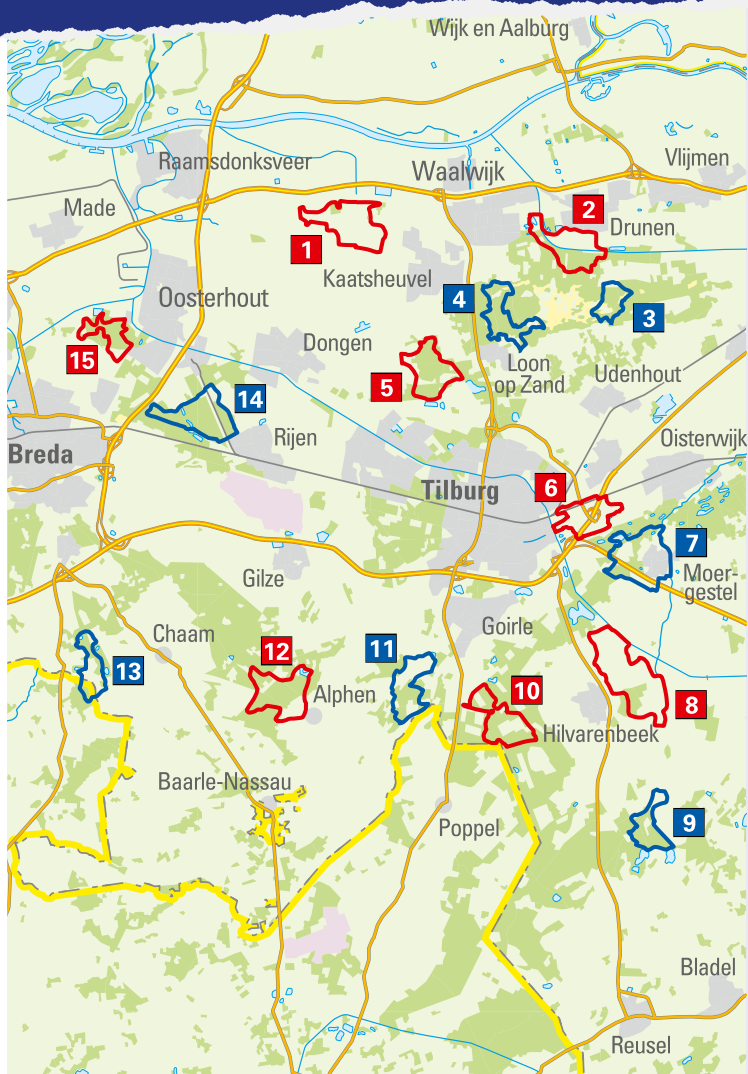 Wijk en Aalburg
Raamsdonksveer
Waalwijk
Vlijmen
Made
1
2
Drunen
Kaatsheuvel
Oosterhout
4
3
15
Dongen
5
Loon
op Zand
Udenhout
14
Rijen
Oisterwijk
Breda
Tilburg
6
7
Moer-
gestel
Gilze
Goirle
Chaam
13
12
11
Alphen
10
8
Hilvarenbeek
Baarle-Nassau
Poppel
9
Bladel
Reusel